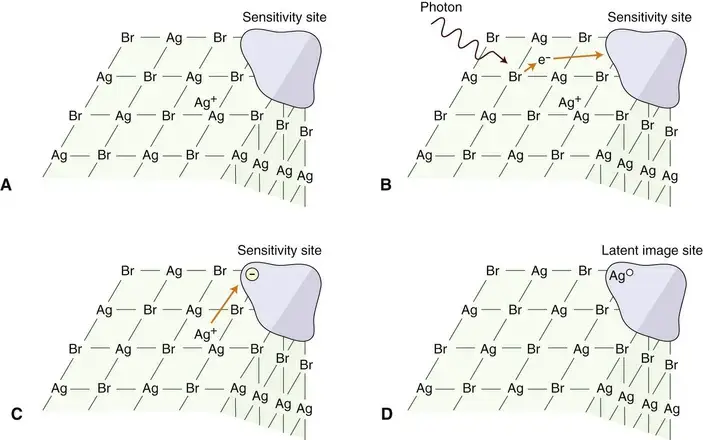 Sensitivity site
Br Ag Br
Ag Br Ag Br
Ag+
Br Ag Br Ag Br Br Br
Ag Br Ag Br Ag Ag Ag Ag
A
Photon
Sensitivity site
Br Ag Br
e-
Ag Br Ag Br
Ag+
Br Ag Br Ag Br Br Br
Ag Br Ag Br Ag Ag Ag Ag
B
Sensitivity site
Br Ag Br −
Ag Br Ag Br
Ag+
Br Ag Br Ag Br Br Br
Ag Br Ag Br Ag Ag Ag Ag
C
Latent image site
Br Ag Br Ag○
Ag Br Ag Br
Br Ag Br Ag Br Br Br
Ag Br Ag Br Ag Ag Ag Ag
D